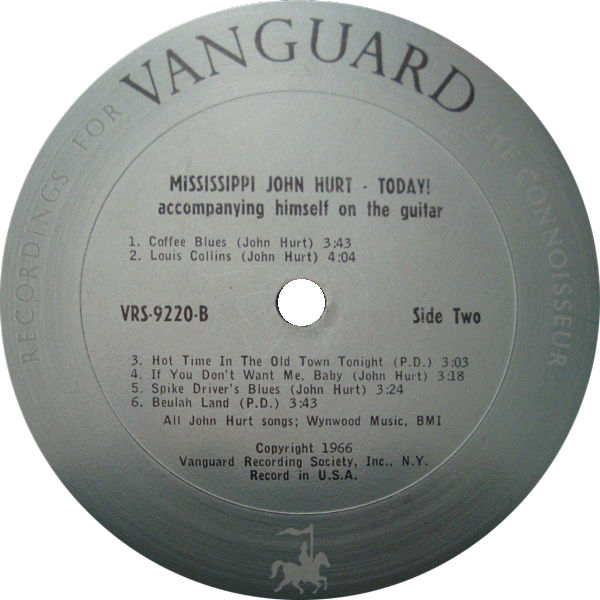 VANGUARD
RECORDINGS FOR THE CONNOISSEUR
MiSSISSIPPI JOHN HURT - TODAY!
accompanying himself on the guitar
1. Coffee Blues (John Hurt) 3:43
2. Louis Collins (John Hurt) 4:04
VRS-9220-B Side Two
3. Hot Time In The Old Town Tonight (P.D.) 3:03
4. If You Don't Want Me, Baby (John Hurt) 3:18
5. Spike Driver's Blues (John Hurt) 3:24
6. Beulah Land (P.D.) 3:43
All John Hurt songs; Wynwood Music, BMI
Copyright 1966
Vanguard Recording Society, Inc., N.Y.
Record in U.S.A.